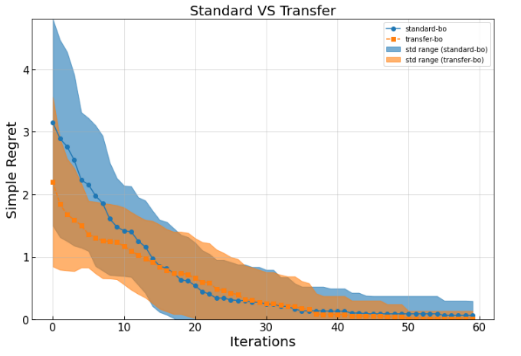 Standard VS Transfer
standard-bo
transfer-bo
std range (standard-bo)
std range (transfer-bo)
Simple Regret
4
3
2
1
0
0 10 20 30 40 50 60
Iterations